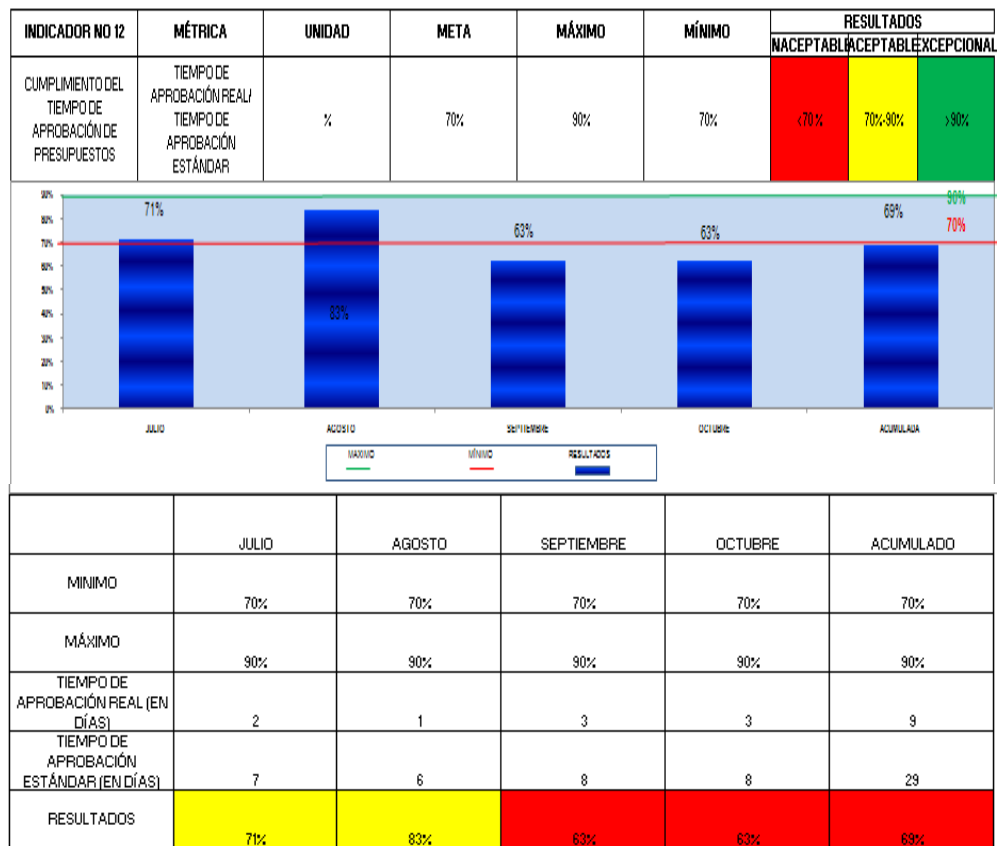 INDICADOR NO 12 MÉTRICA UNIDAD META MÁXIMO MÍNIMO RESULTADOS
NACEPTABLE ACEPTABLE EXCEPCIONAL
CUMPLIMIENTO DEL
TIEMPO DE
APROBACIÓN DE
PRESUPUESTOS
TIEMPO DE
APROBACIÓN REAL/
TIEMPO DE
APROBACIÓN
ESTÁNDAR
% 70% 90% 70% <70% 70%-90% >90%
90%
80%
70%
60%
50%
40%
30%
20%
10%
0%
71%
83%
63%
63%
69%
90%
70%
JULIO AGOSTO SEPTIEMBRE OCTUBRE ACUMULADA
MAXIMO MÍNIMO RESULTADOS
JULIO AGOSTO SEPTIEMBRE OCTUBRE ACUMULADO
MINIMO
70% 70% 70% 70% 70%
MÁXIMO
90% 90% 90% 90% 90%
TIEMPO DE
APROBACIÓN REAL (EN
DÍAS)
2 1 3 3 9
TIEMPO DE
APROBACIÓN
ESTÁNDAR (EN DÍAS)
7 6 8 8 29
RESULTADOS
71% 83% 63% 63% 69%